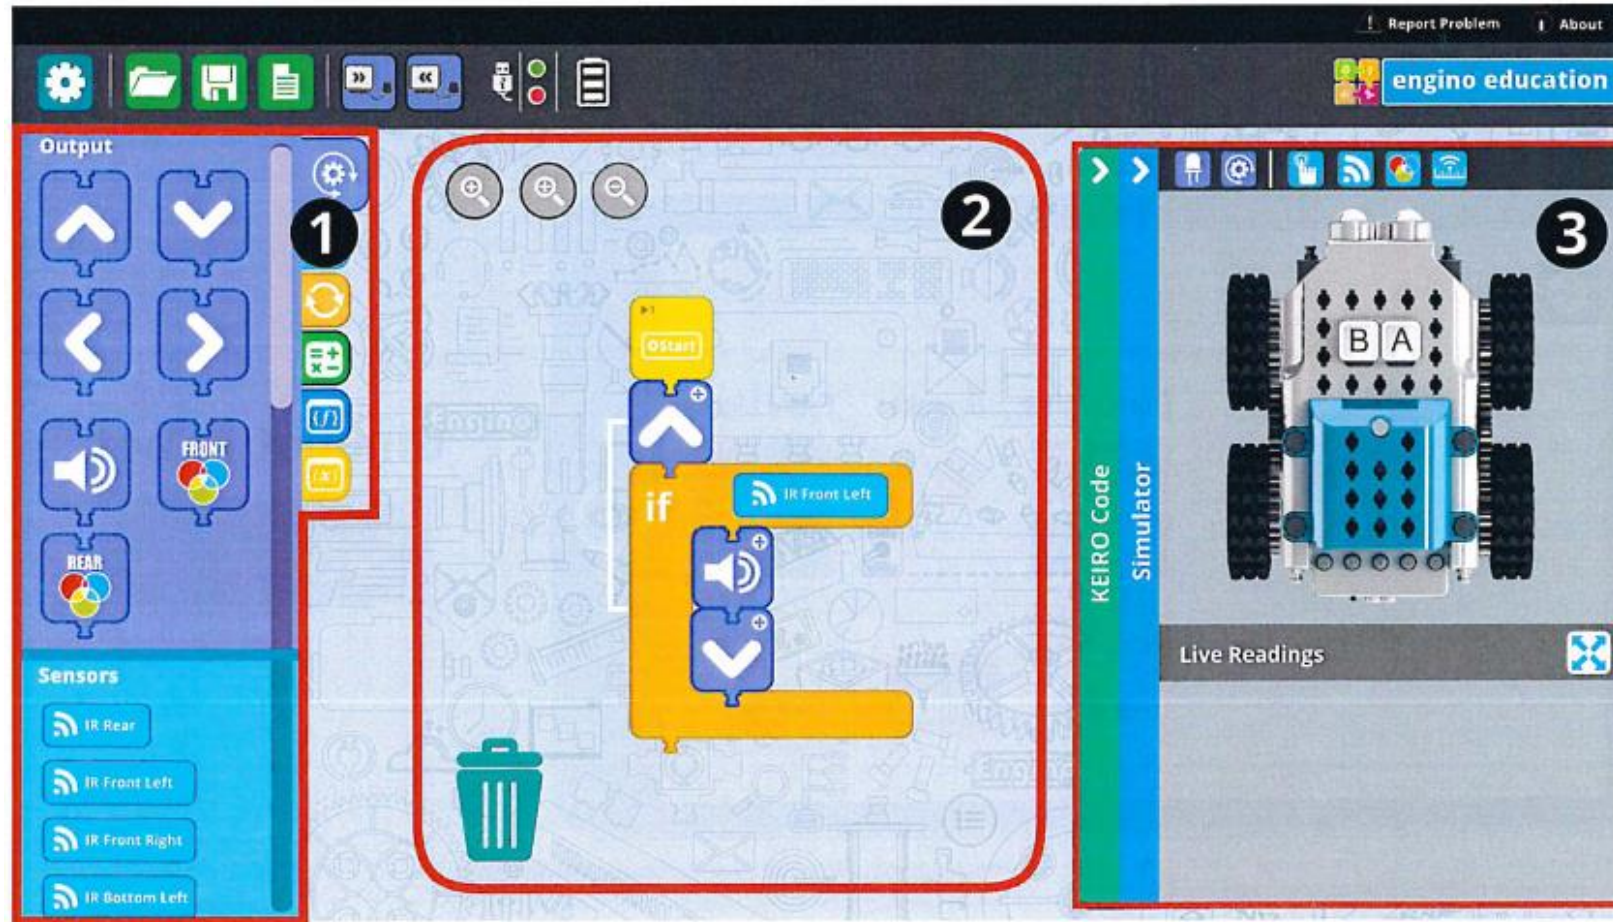 Report Problem
About
engino education
Output
1
2
3
FRONT
REAR
0Start
if
IR Front Left
KEIRO Code
Simulator
B A
Live Readings
Sensors
IR Rear
IR Front Left
IR Front Right
IR Bottom Left